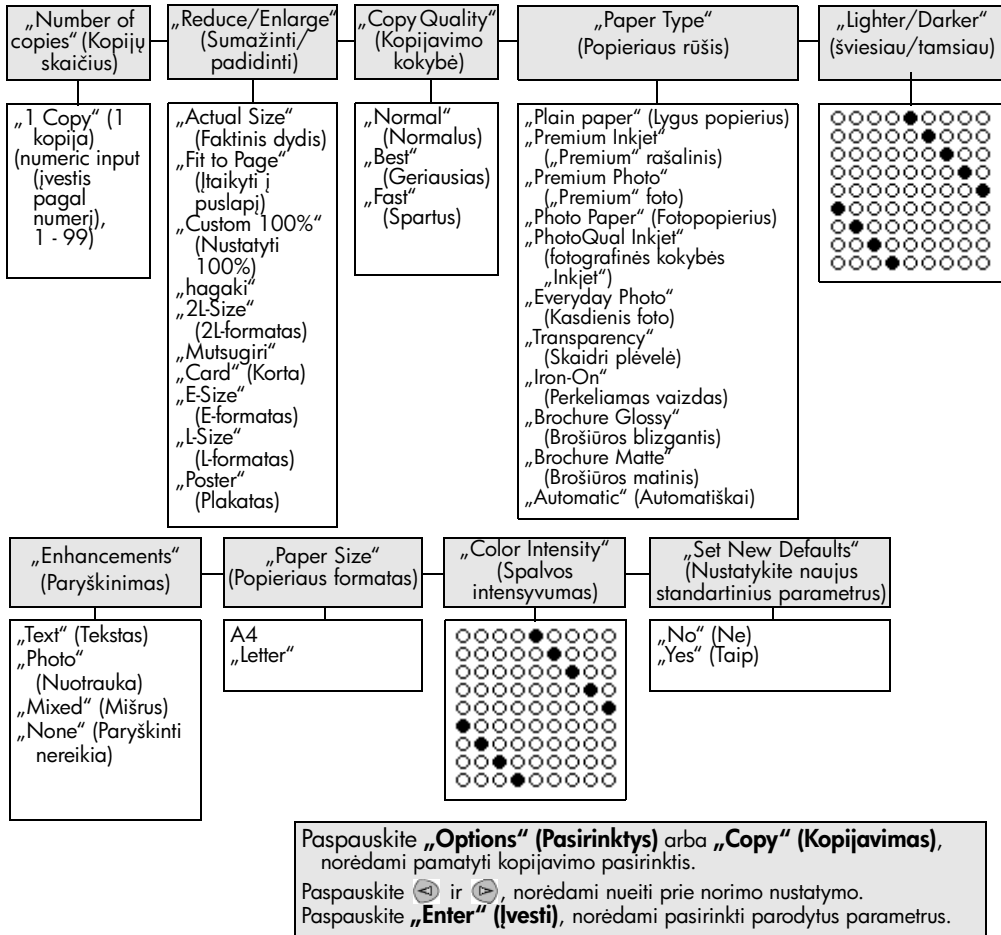 „Number of
copies“ (Kopijų
skaičius)
„1 Copy“ (1
kopija)
(numeric input
(įvestis
pagal
numerį),
1 - 99)
„Reduce/Enlarge“
(Sumažinti/
padidinti)
„Actual Size“
(Faktinis dydis)
„Fit to Page“
(Įtaikyti į
puslapį)
„Custom 100%“
(Nustatyti
100%)
„hagaki“
„2L-Size“
(2L-formatas)
„Mutsugiri“
„Card“ (Korta)
„E-Size“
(E-formatas)
„L-Size“
(L-formatas)
„Poster“
(Plakatas)
„Copy Quality“
(Kopijavimo
kokybė)
„Normal“
(Normalus)
„Best“
(Geriausias)
„Fast“
(Spartus)
„Paper Type“
(Popieriaus rūšis)
„Plain paper“ (Lygus popierius)
„Premium Inkjet“
(„Premium“ rašalinis)
„Premium Photo“
(„Premium“ foto)
„Photo Paper“ (Fotopopierius)
„PhotoQual Inkjet“
(fotografinės kokybės
„Inkjet“)
„Everyday Photo“
(Kasdienis foto)
„Transparency“
(Skaidri plėvelė)
„Iron-On“
(Perkeliamas vaizdas)
„Brochure Glossy“
(Brošiūros blizgantis)
„Brochure Matte“
(Brošiūros matinis)
„Automatic“ (Automatiškai)
„Lighter/Darker“
(šviesiau/tamsiau)
„Enhancements“
(Paryškinimas)
„Text“ (Tekstas)
„Photo“
(Nuotrauka)
„Mixed“ (Mišrus)
„None“ (Paryškinti
nereikia)
„Paper Size“
(Popieriaus formatas)
A4
„Letter“
„Color Intensity“
(Spalvos
intensyvumas)
„Set New Defaults“
(Nustatykite naujus
standartinius parametrus)
„No“ (Ne)
„Yes“ (Taip)
Paspauskite „Options“ (Pasirinktys) arba „Copy“ (Kopijavimas),
norėdami pamatyti kopijavimo pasirinktis.
Paspauskite ir , norėdami nueiti prie norimo nustatymo.
Paspauskite „Enter“ (Įvesti), norėdami pasirinkti parodytus parametrus.